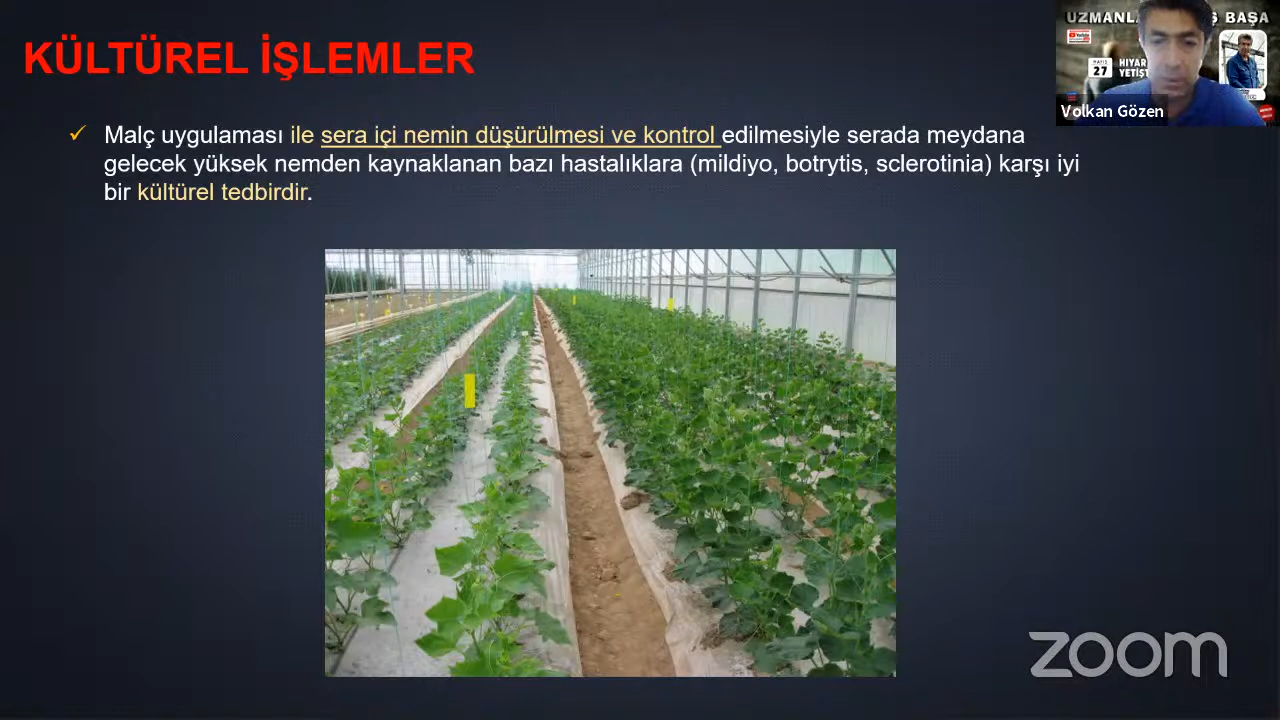 KÜLTÜREL İŞLEMLER
Malç uygulaması ile sera içi nemin düşürülmesi ve kontrol edilmesiyle serada meydana
gelecek yüksek nemden kaynaklanan bazı hastalıklara (mildiyo, botrytis, sclerotinia) karşı iyi
bir kültürel tedbirdir.
BAŞA
27
Volkan Gözen
zoom